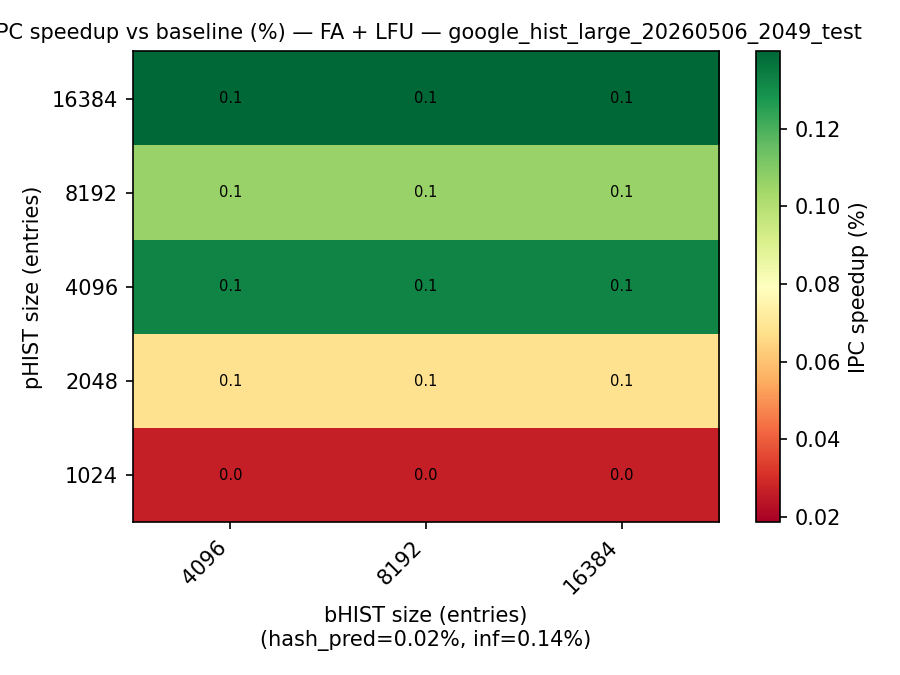 PC speedup vs baseline (%) — FA + LFU — google_hist_large_20260506_2049_test
16384
0.1 0.1 0.1
8192
0.1 0.1 0.1
4096
0.1 0.1 0.1
2048
0.1 0.1 0.1
1024
0.0 0.0 0.0
pHIST size (entries)
4096 8192 16384
bHIST size (entries)
(hash_pred=0.02%, inf=0.14%)
0.12
0.10
0.08
0.06
0.04
0.02
IPC speedup (%)